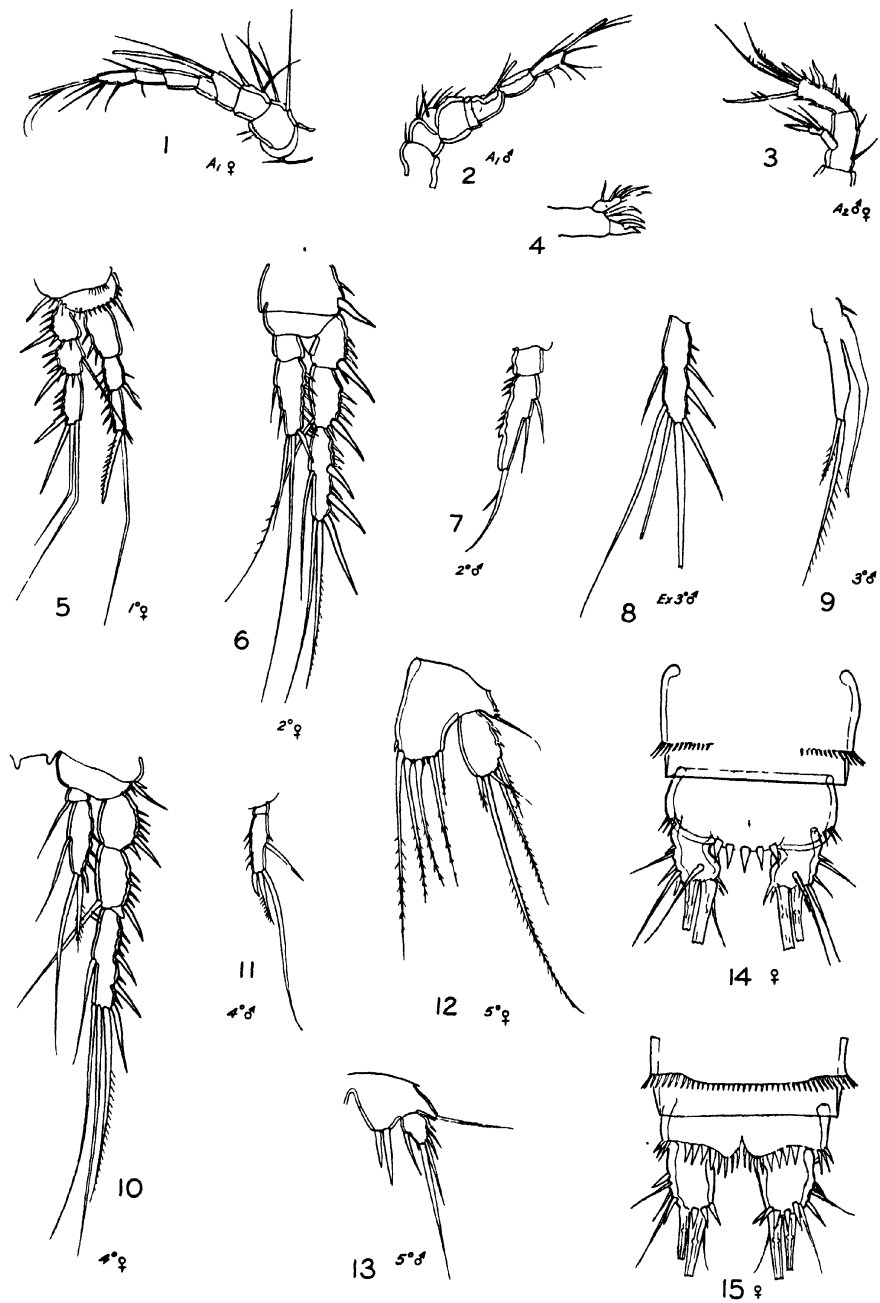 1 A₁ ♀
2 A₁ ♂
3
A₂ ♂♀
4
5 1° ♀
6
2° ♀
7
2° ♂
8 Ex 3° ♂
9 3° ♂
10
4° ♀
11
4° ♂
12 5° ♀
13 5° ♂
14 ♀
15 ♀